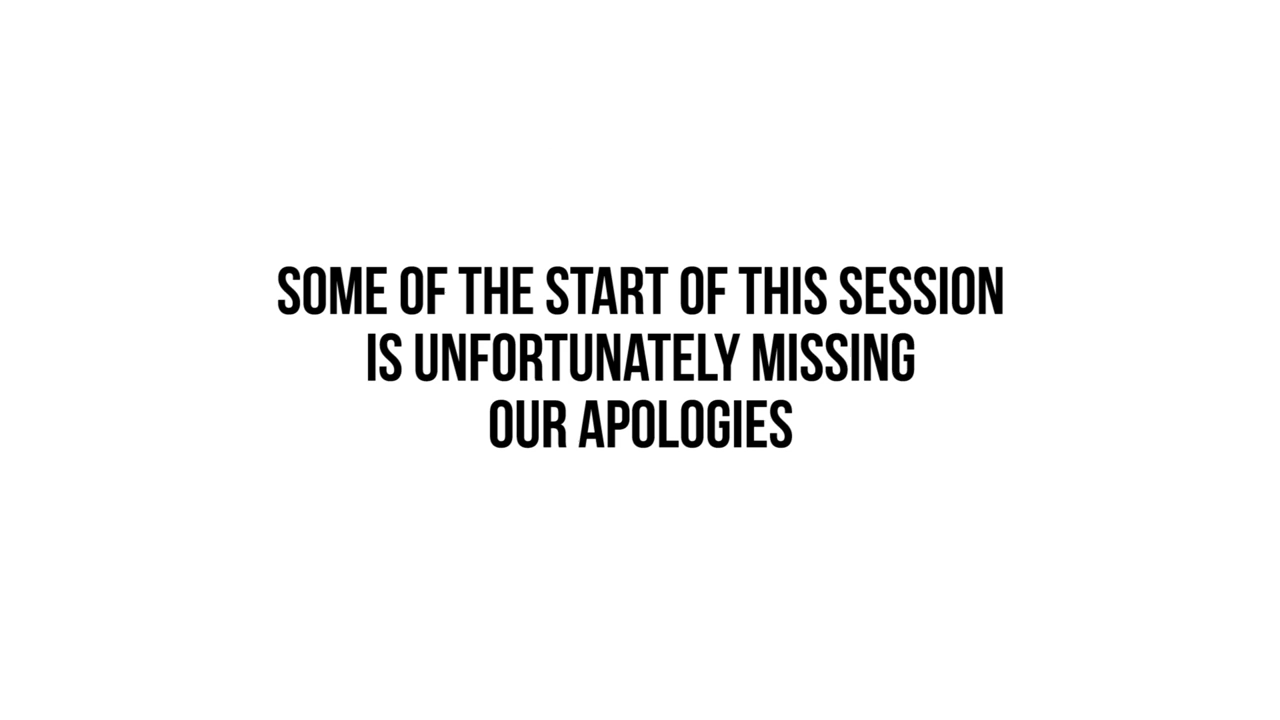 SOME OF THE START OF THIS SESSION
IS UNFORTUNATELY MISSING
OUR APOLOGIES